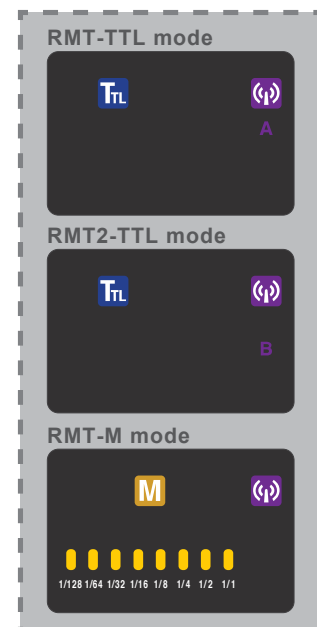 RMT-TTL mode
TTL
A
RMT2-TTL mode
TTL
B
RMT-M mode
M
1/128 1/64 1/32 1/16 1/8 1/4 1/2 1/1